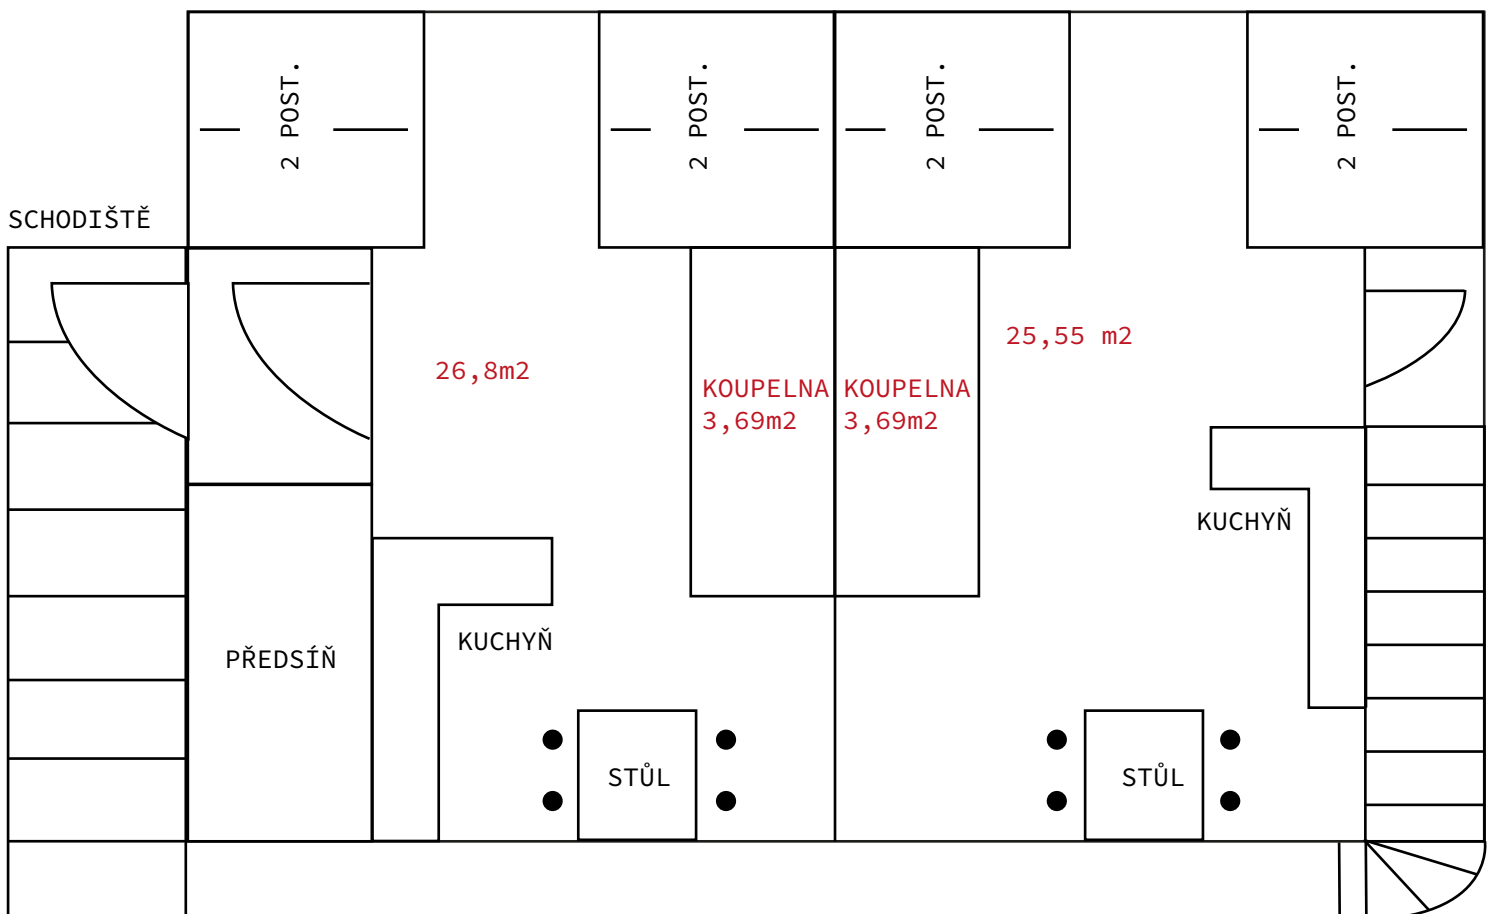 2 POST.
2 POST.
2 POST.
2 POST.
SCHODIŠTĚ
26,8m2
25,55 m2
KOUPELNA
3,69m2
KOUPELNA
3,69m2
KUCHYŇ
KUCHYŇ
PŘEDSÍŇ
STŮL
STŮL